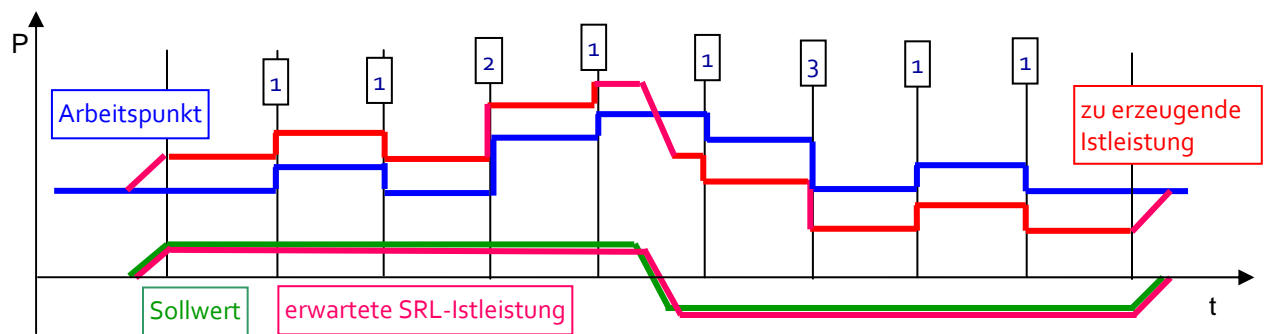 P
1
1
2
1
1
3
1
1
Arbeitspunkt
zu erzeugende
Istleistung
Sollwert
erwartete SRL-Istleistung
t